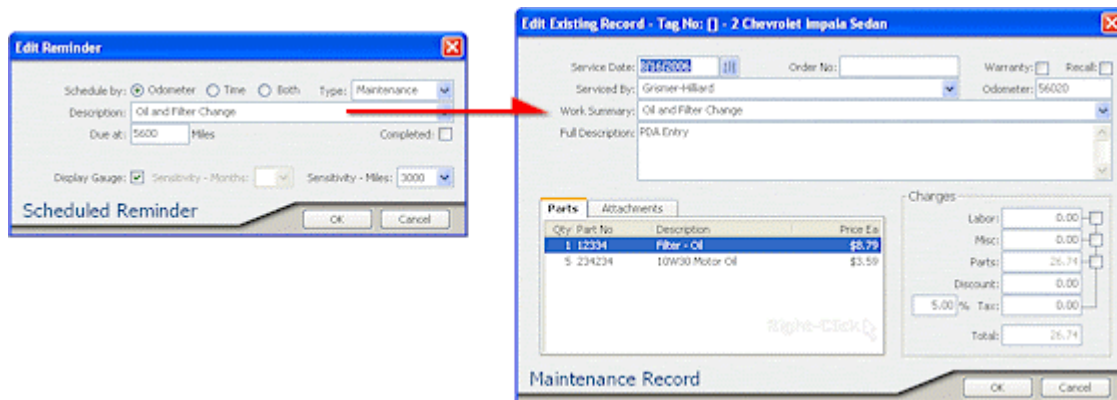 Edit Reminder
Schedule by: Odometer Time Both Type: Maintenance
Description: Oil and Filter Change
Due at: 5600 Miles Completed:
Display Gauge: Sensitivity - Months: Sensitivity - Miles: 3000
Scheduled Reminder
OK Cancel
Edit Existing Record - Tag No: [] - 2 Chevrolet Impala Sedan
Service Date: 8/16/2006 Order No: Warranty: Recall:
Serviced By: Grismer-Hilliard Odometer: 56020
Work Summary: Oil and Filter Change
Full Description: PDA Entry
Parts Attachments
Qty Part No Description Price Ea
1 12334 Filter - Oil $8.79
5 234234 10W30 Motor Oil $3.59
Right-Click
Charges
Labor: 0.00
Misc: 0.00
Parts: 26.74
Discount: 0.00
5.00 % Tax: 0.00
Total: 26.74
Maintenance Record
OK Cancel